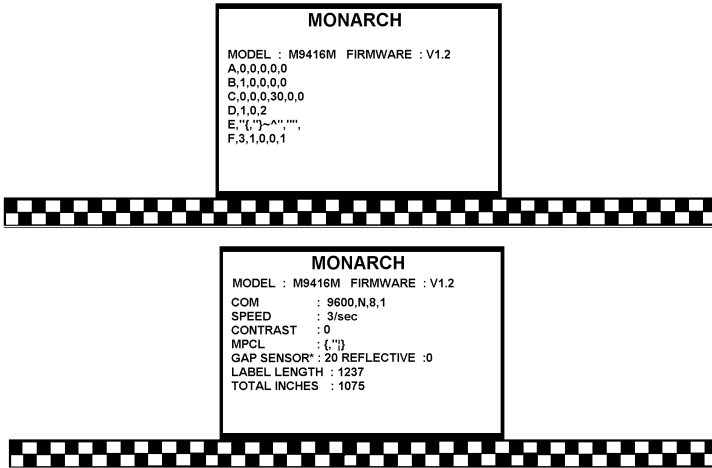 MONARCH
MODEL : M9416M FIRMWARE : V1.2
A,0,0,0,0,0
B,1,0,0,0,0
C,0,0,0,30,0,0
D,1,0,2
E,"{,"}~^","",
F,3,1,0,0,1
MONARCH
MODEL : M9416M FIRMWARE : V1.2
COM : 9600,N,8,1
SPEED : 3/sec
CONTRAST : 0
MPCL : {,"¡}
GAP SENSOR* : 20 REFLECTIVE :0
LABEL LENGTH : 1237
TOTAL INCHES : 1075